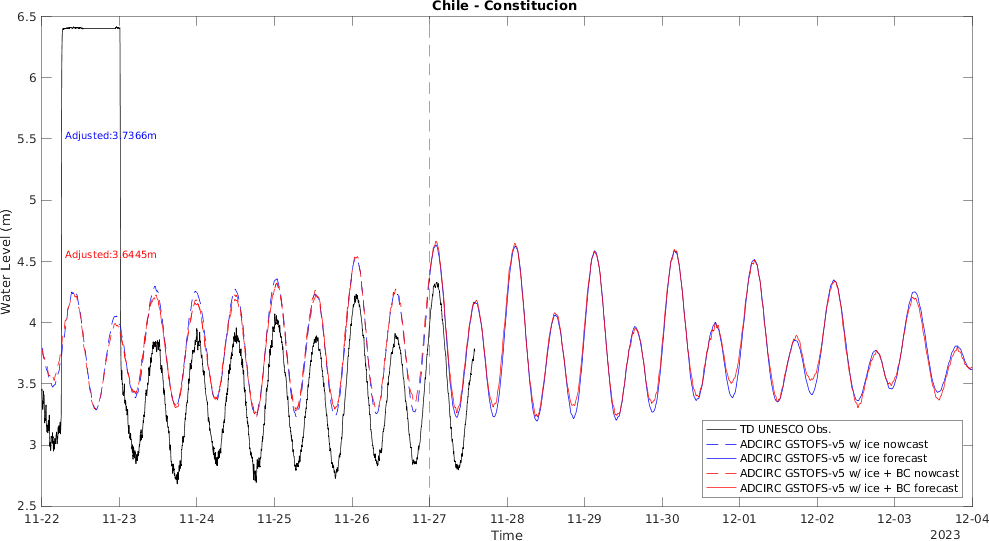 Chile - Constitucion
6.5
6
5.5
5
4.5
4
3.5
3
2.5
Water Level (m)
Adjusted:3.7366m
Adjusted:3.6445m
TD UNESCO Obs.
ADCIRC GSTOFS-v5 w/ ice nowcast
ADCIRC GSTOFS-v5 w/ ice forecast
ADCIRC GSTOFS-v5 w/ ice + BC nowcast
ADCIRC GSTOFS-v5 w/ ice + BC forecast
11-22 11-23 11-24 11-25 11-26 11-27 11-28 11-29 11-30 12-01 12-02 12-03 12-04
Time
2023